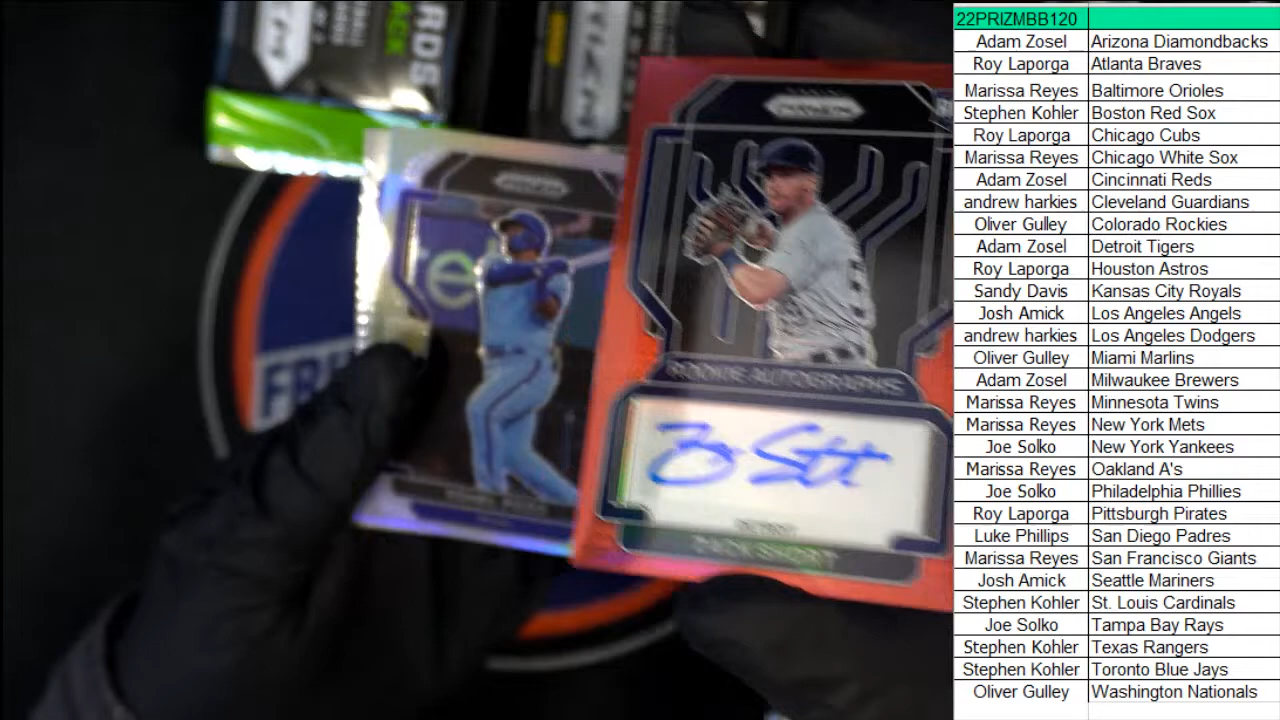 RDS
ACK
PRIZM
PRIZM
re
FRE
ROOKIE AUTOGRAPHS
22PRIZMBB120
Adam Zosel Arizona Diamondbacks
Roy Laporga Atlanta Braves
Marissa Reyes Baltimore Orioles
Stephen Kohler Boston Red Sox
Roy Laporga Chicago Cubs
Marissa Reyes Chicago White Sox
Adam Zosel Cincinnati Reds
andrew harkies Cleveland Guardians
Oliver Gulley Colorado Rockies
Adam Zosel Detroit Tigers
Roy Laporga Houston Astros
Sandy Davis Kansas City Royals
Josh Amick Los Angeles Angels
andrew harkies Los Angeles Dodgers
Oliver Gulley Miami Marlins
Adam Zosel Milwaukee Brewers
Marissa Reyes Minnesota Twins
Marissa Reyes New York Mets
Joe Solko New York Yankees
Marissa Reyes Oakland A's
Joe Solko Philadelphia Phillies
Roy Laporga Pittsburgh Pirates
Luke Phillips San Diego Padres
Marissa Reyes San Francisco Giants
Josh Amick Seattle Mariners
Stephen Kohler St. Louis Cardinals
Joe Solko Tampa Bay Rays
Stephen Kohler Texas Rangers
Stephen Kohler Toronto Blue Jays
Oliver Gulley Washington Nationals